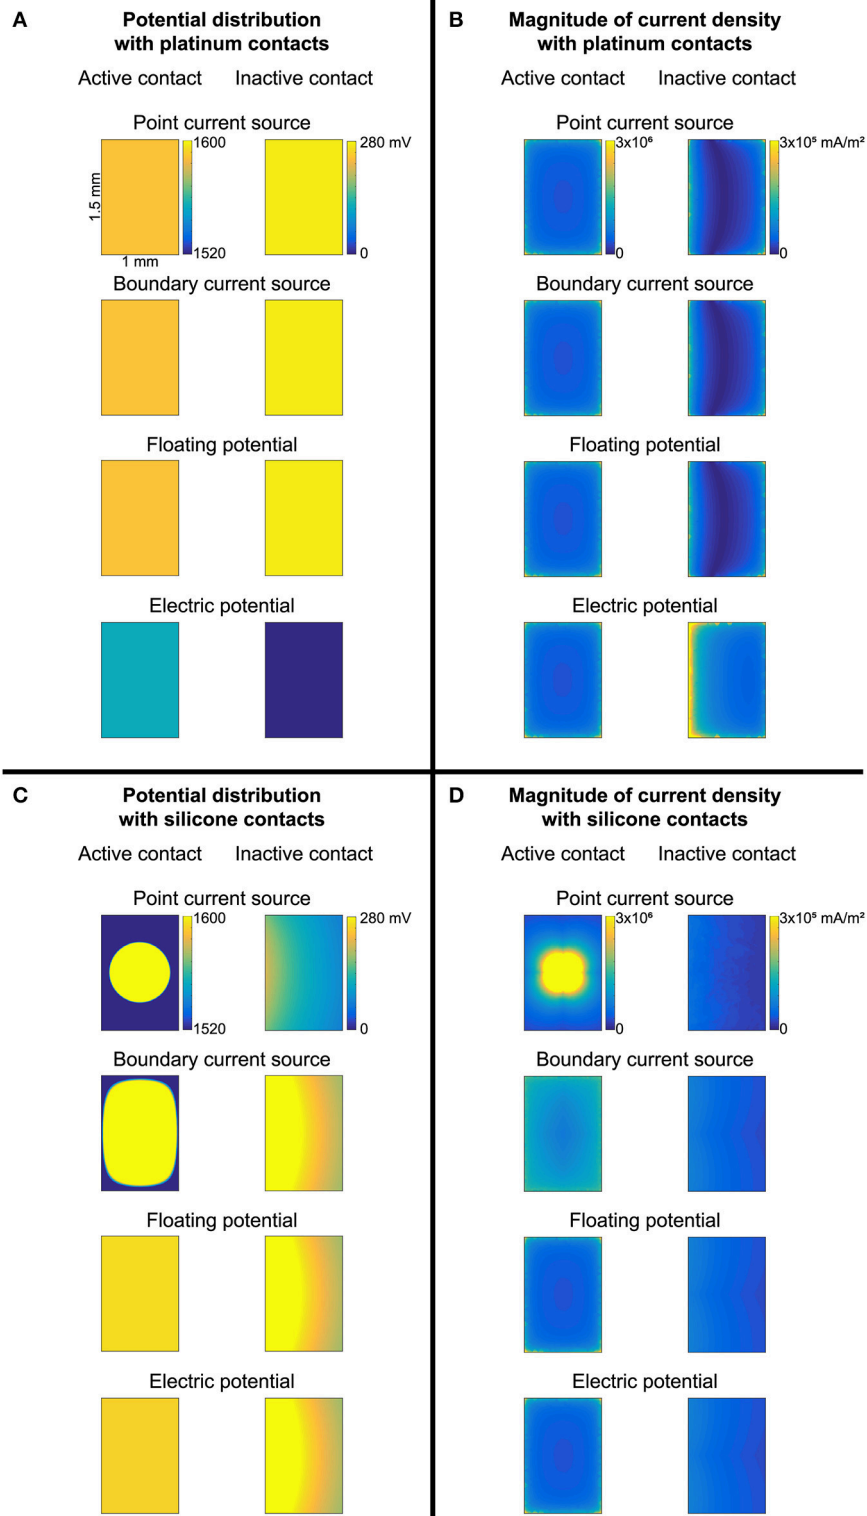 A
Potential distribution
with platinum contacts
Active contact Inactive contact
Point current source
1600
280 mV
1.5 mm
1520
0
1 mm
Boundary current source
Floating potential
Electric potential
B
Magnitude of current density
with platinum contacts
Active contact Inactive contact
Point current source
3x10⁶
3x10⁵ mA/m²
0
0
Boundary current source
Floating potential
Electric potential
C
Potential distribution
with silicone contacts
Active contact Inactive contact
Point current source
1600
280 mV
1520
0
Boundary current source
Floating potential
Electric potential
D
Magnitude of current density
with silicone contacts
Active contact Inactive contact
Point current source
3x10⁶
3x10⁵ mA/m²
0
0
Boundary current source
Floating potential
Electric potential